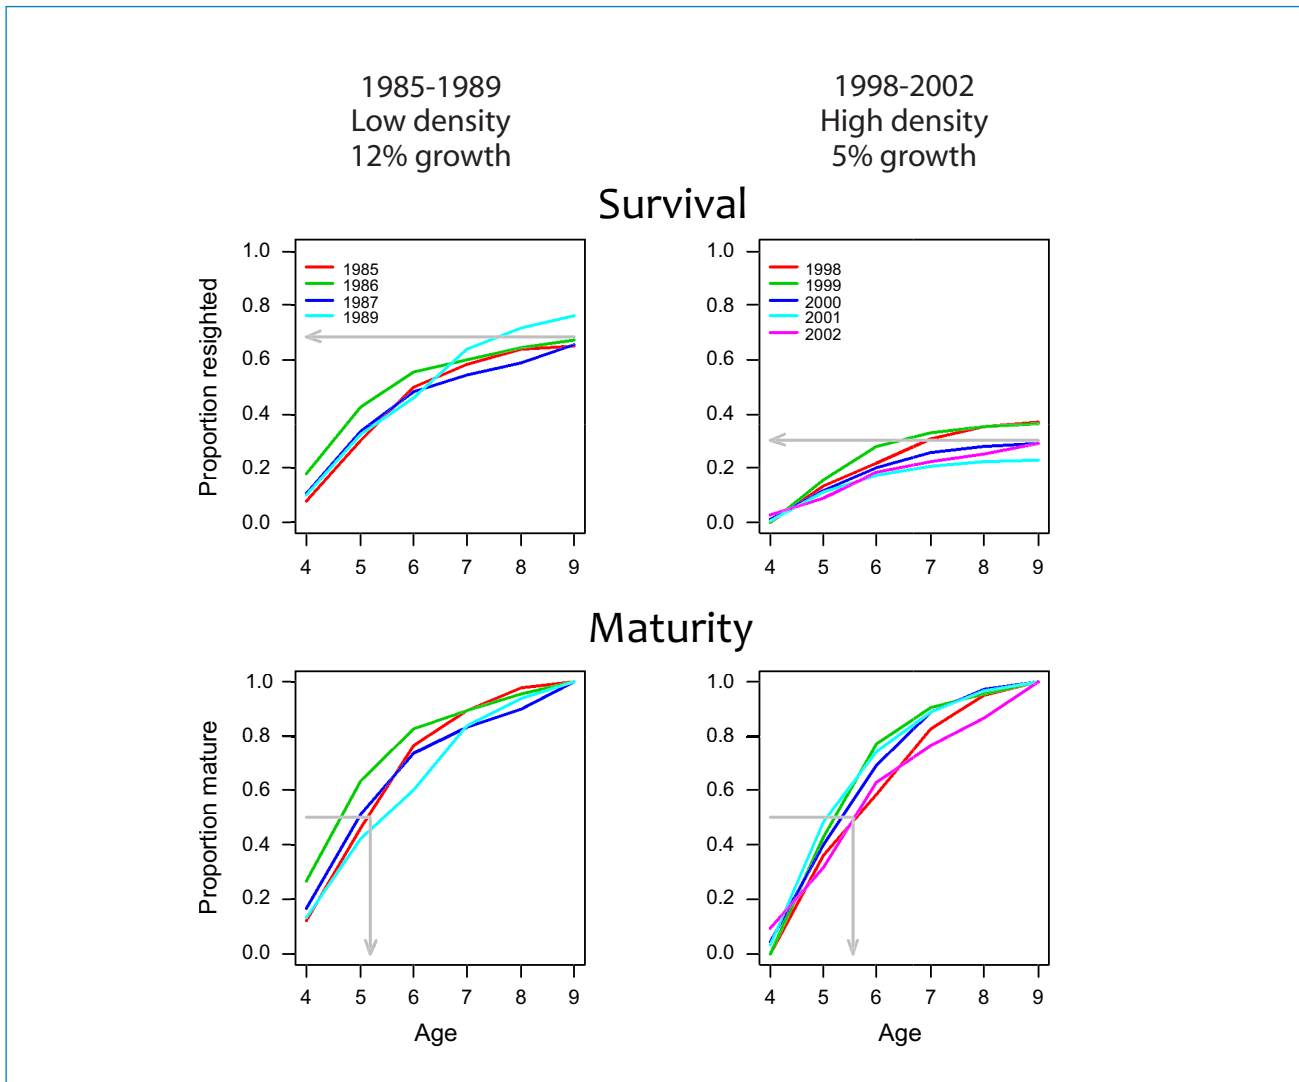 1985-1989
Low density
12% growth
1998-2002
High density
5% growth
Survival
Proportion resighted
1.0
0.8
0.6
0.4
0.2
0.0
1985
1986
1987
1989
4 5 6 7 8 9
1.0
0.8
0.6
0.4
0.2
0.0
1998
1999
2000
2001
2002
4 5 6 7 8 9
Maturity
Proportion mature
1.0
0.8
0.6
0.4
0.2
0.0
4 5 6 7 8 9
Age
1.0
0.8
0.6
0.4
0.2
0.0
4 5 6 7 8 9
Age